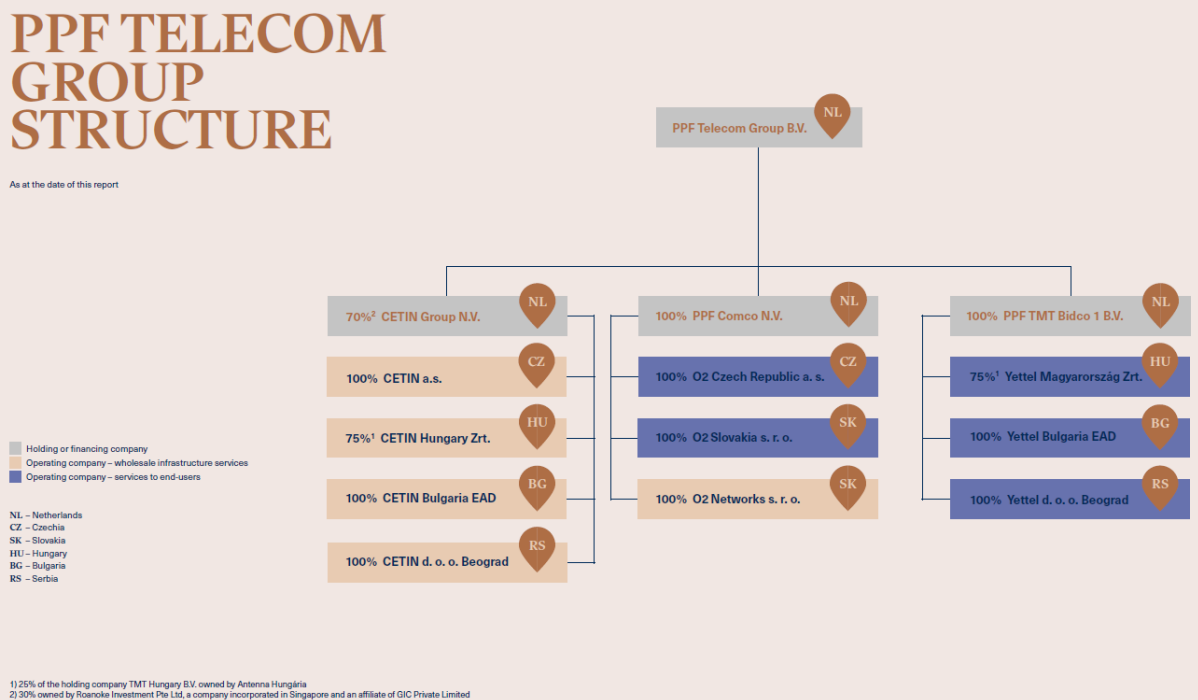 PPF TELECOM
GROUP
STRUCTURE
As at the date of this report
PPF Telecom Group B.V.
NL
70%² CETIN Group N.V.
NL
100% CETIN a.s.
CZ
75%¹ CETIN Hungary Zrt.
HU
100% CETIN Bulgaria EAD
BG
100% CETIN d. o. o. Beograd
RS
100% PPF Comco N.V.
NL
100% O2 Czech Republic a. s.
CZ
100% O2 Slovakia s. r. o.
SK
100% O2 Networks s. r. o.
SK
100% PPF TMT Bidco 1 B.V.
NL
75%¹ Yettel Magyarország Zrt.
HU
100% Yettel Bulgaria EAD
BG
100% Yettel d. o. o. Beograd
RS
Holding or financing company
Operating company – wholesale infrastructure services
Operating company – services to end-users
NL – Netherlands
CZ – Czechia
SK – Slovakia
HU – Hungary
BG – Bulgaria
RS – Serbia
1) 25% of the holding company TMT Hungary B.V. owned by Antenna Hungária
2) 30% owned by Roanoke Investment Pte Ltd, a company incorporated in Singapore and an affiliate of GIC Private Limited